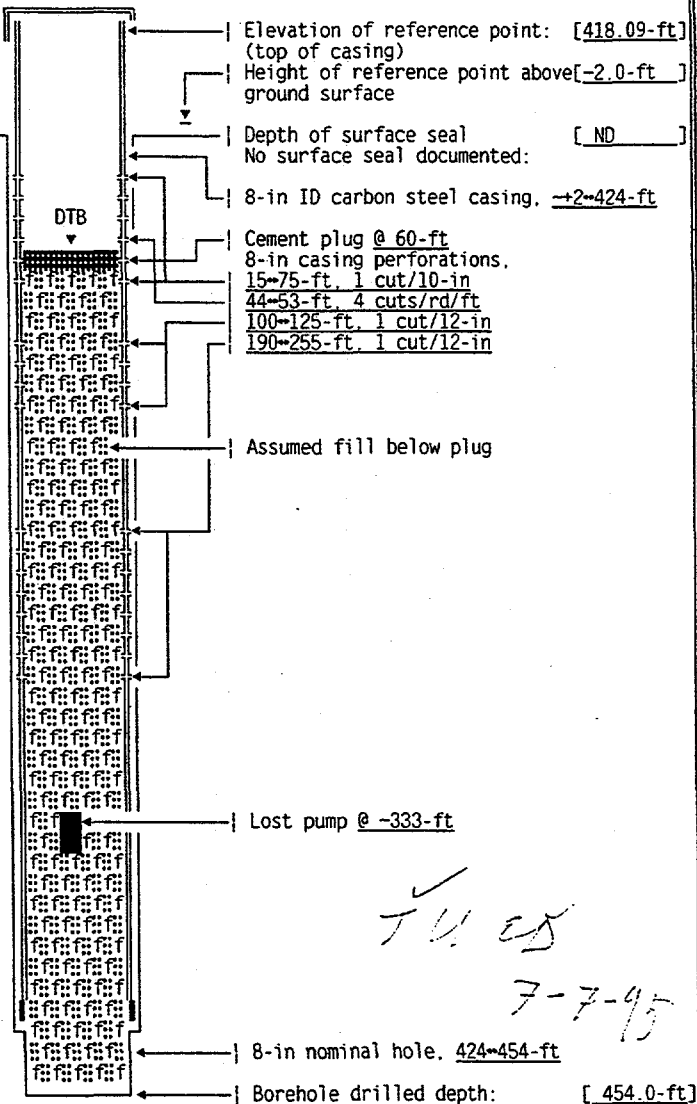 Elevation of reference point: [418.09-ft]
(top of casing)
Height of reference point above[-2.0-ft ]
ground surface
Depth of surface seal [ ND ]
No surface seal documented:
8-in ID carbon steel casing, ~+2↔424-ft
DTB
Cement plug @ 60-ft
8-in casing perforations,
15↔75-ft, 1 cut/10-in
44↔53-ft, 4 cuts/rd/ft
100↔125-ft, 1 cut/12-in
190↔255-ft, 1 cut/12-in
Assumed fill below plug
Lost pump @ ~333-ft
7-7-95
8-in nominal hole, 424↔454-ft
Borehole drilled depth: [ 454.0-ft]